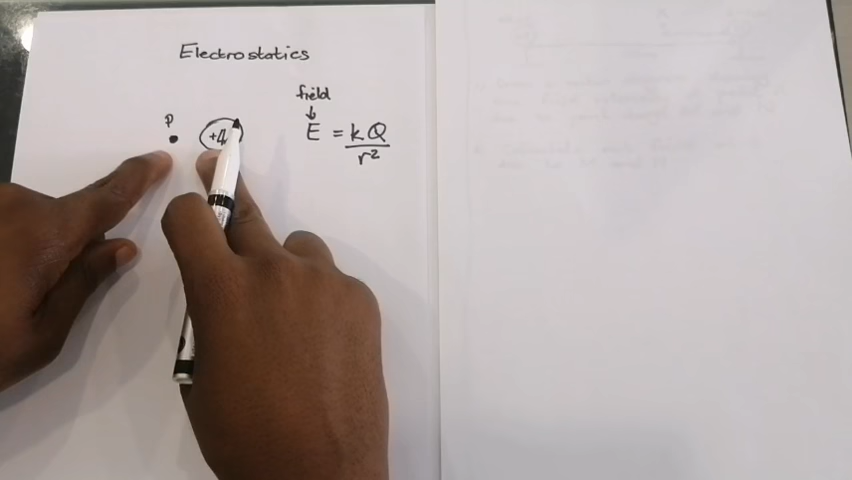 Electrostatics
field
P
+4
E = kQ
r²